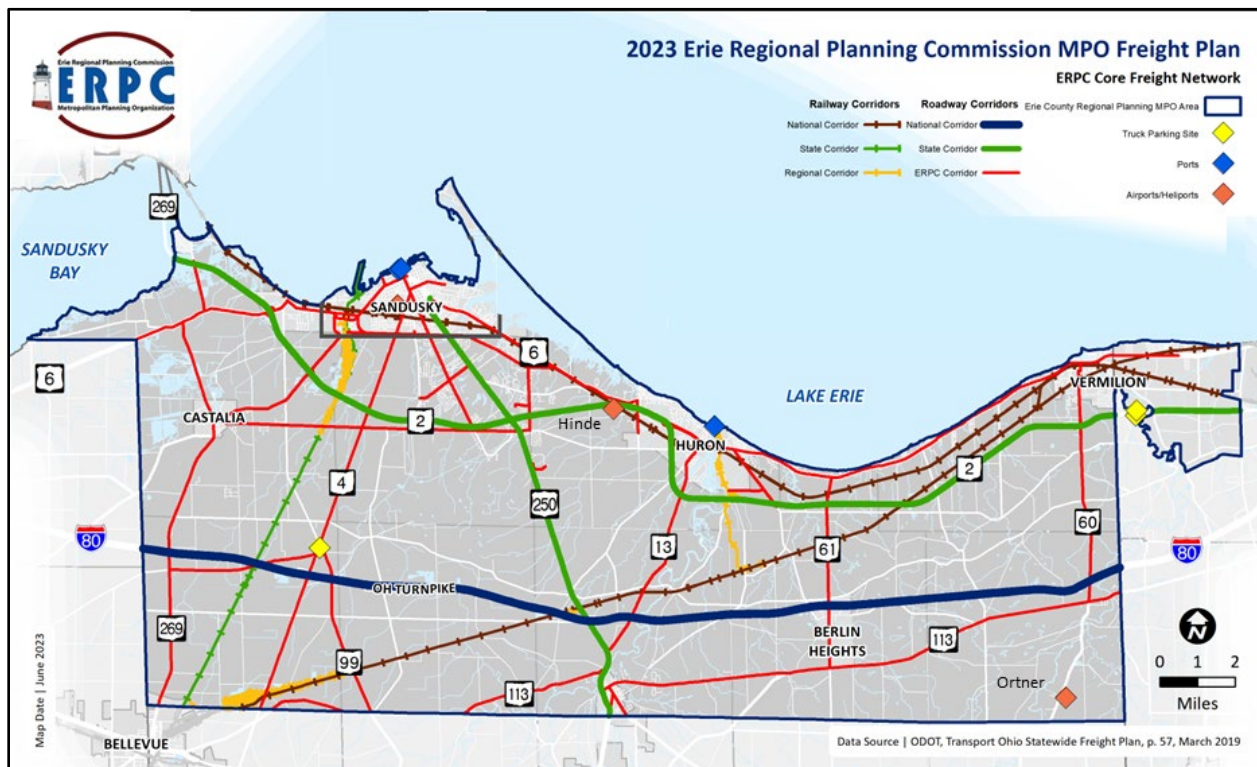 Erie Regional Planning Commission
ERPC
Metropolitan Planning Organization
2023 Erie Regional Planning Commission MPO Freight Plan
ERPC Core Freight Network
Railway Corridors
National Corridor
State Corridor
Regional Corridor
Roadway Corridors
National Corridor
State Corridor
ERPC Corridor
Erie County Regional Planning MPO Area
Truck Parking Site
Ports
Airports/Heliports
269
SANDUSKY
BAY
SANDUSKY
6
6
LAKE ERIE
VERMILION
CASTALIA
2
Hinde
HURON
2
4
250
13
61
60
80
80
OH TURNPIKE
269
99
113
BERLIN
HEIGHTS
113
Ortner
N
0 1 2
Miles
BELLEVUE
Map Date | June 2023
Data Source | ODOT, Transport Ohio Statewide Freight Plan, p. 57, March 2019